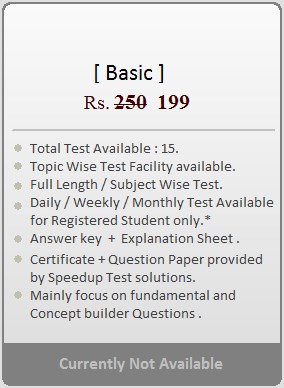 [ Basic ]
Rs. 250 199
Total Test Available : 15.
Topic Wise Test Facility available.
Full Length / Subject Wise Test.
Daily / Weekly / Monthly Test Available
for Registered Student only.*
Answer key + Explanation Sheet .
Certificate + Question Paper provided
by Speedup Test solutions.
Mainly focus on fundamental and
Concept builder Questions .
Currently Not Available